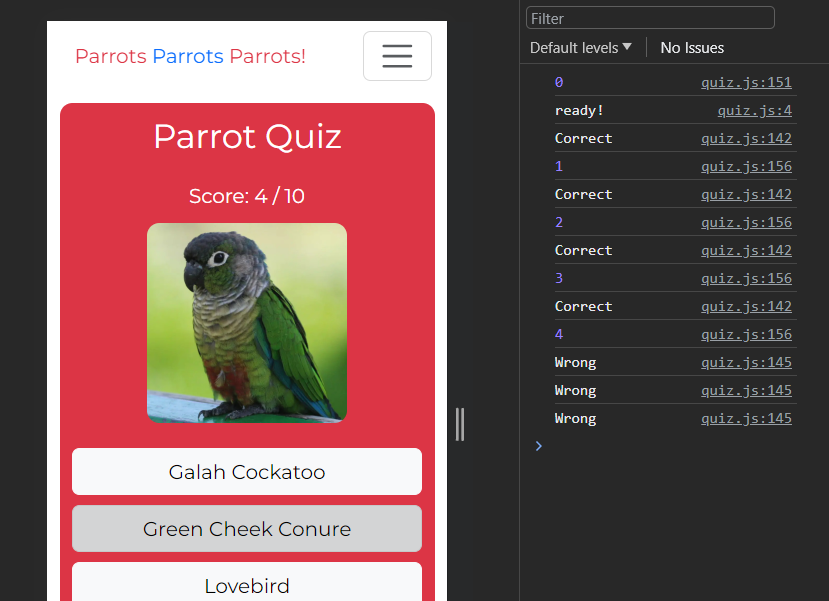 Parrots Parrots Parrots!
Parrot Quiz
Score: 4 / 10
Galah Cockatoo
Green Cheek Conure
Lovebird
Filter
Default levels ▼ No Issues
0 quiz.js:151
ready! quiz.js:4
Correct quiz.js:142
1 quiz.js:156
Correct quiz.js:142
2 quiz.js:156
Correct quiz.js:142
3 quiz.js:156
Correct quiz.js:142
4 quiz.js:156
Wrong quiz.js:145
Wrong quiz.js:145
Wrong quiz.js:145